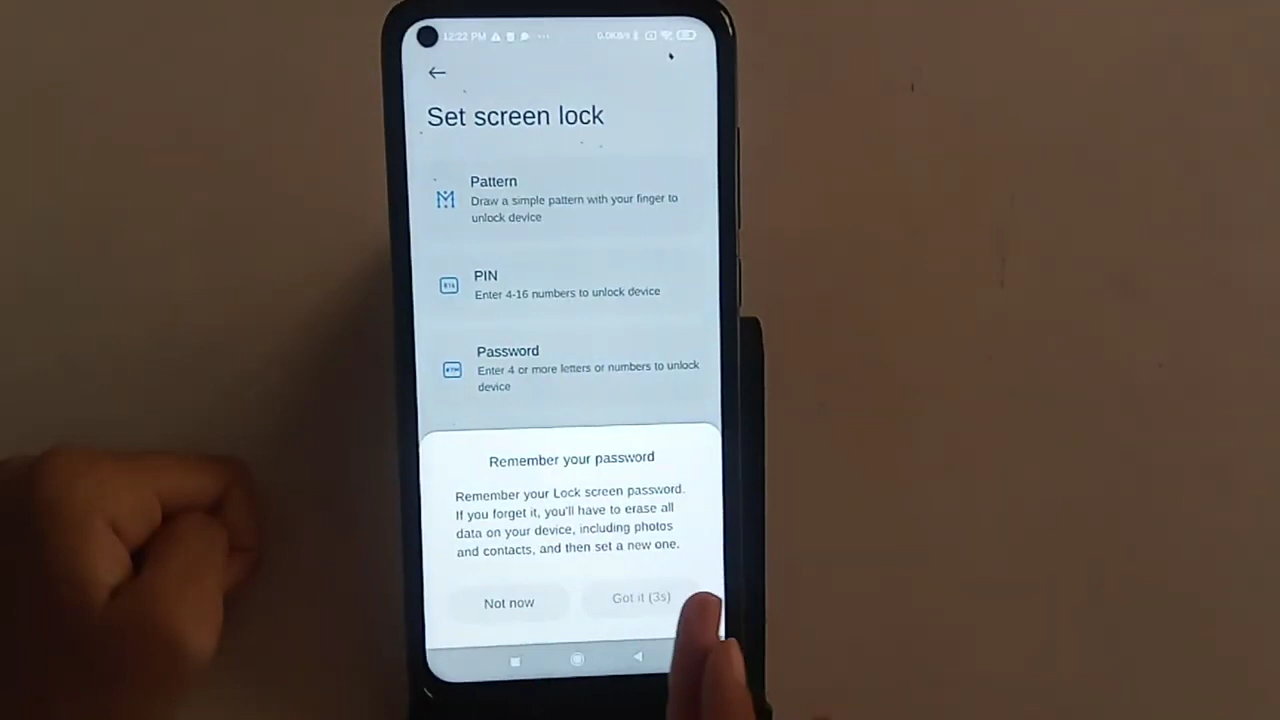 12:22 PM
Set screen lock
Pattern
Draw a simple pattern with your finger to
unlock device
PIN
Enter 4-16 numbers to unlock device
Password
Enter 4 or more letters or numbers to unlock
device
Remember your password
Remember your Lock screen password.
If you forget it, you'll have to erase all
data on your device, including photos
and contacts, and then set a new one.
Not now
Got it (3s)